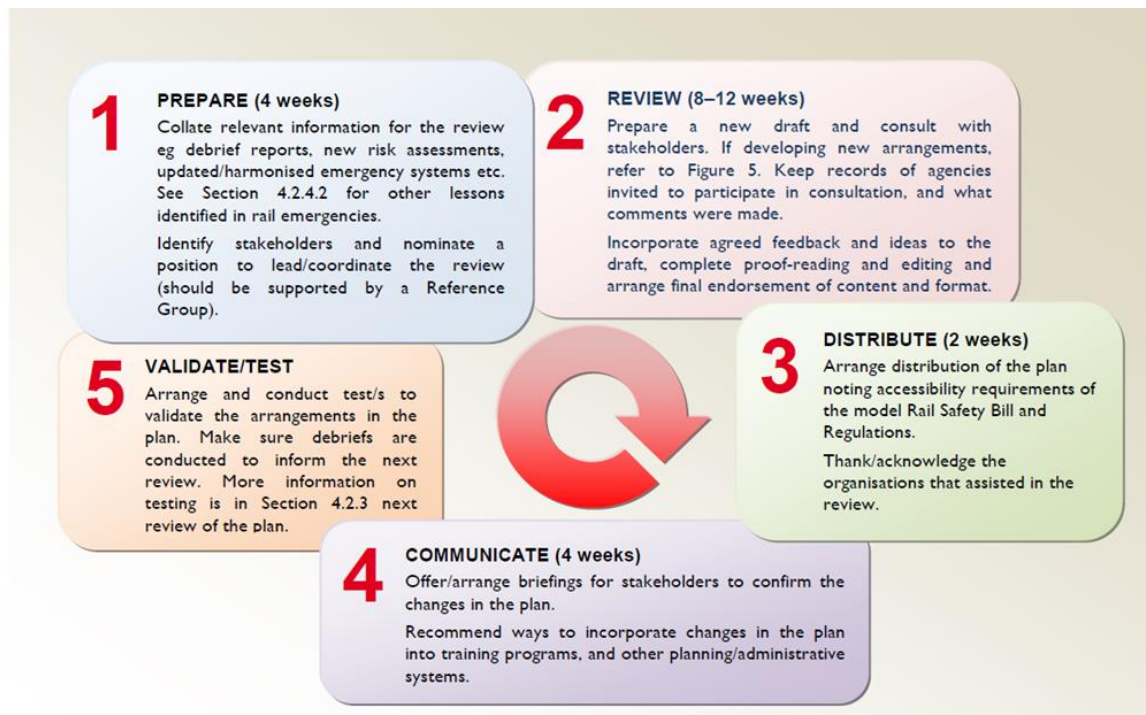 1
PREPARE (4 weeks)
Collate relevant information for the review
eg debrief reports, new risk assessments,
updated/harmonised emergency systems etc.
See Section 4.2.4.2 for other lessons
identified in rail emergencies.
Identify stakeholders and nominate a
position to lead/coordinate the review
(should be supported by a Reference
Group).
2
REVIEW (8–12 weeks)
Prepare a new draft and consult with
stakeholders. If developing new arrangements,
refer to Figure 5. Keep records of agencies
invited to participate in consultation, and what
comments were made.
Incorporate agreed feedback and ideas to the
draft, complete proof-reading and editing and
arrange final endorsement of content and format.
3
DISTRIBUTE (2 weeks)
Arrange distribution of the plan
noting accessibility requirements of
the model Rail Safety Bill and
Regulations.
Thank/acknowledge the
organisations that assisted in the
review.
4
COMMUNICATE (4 weeks)
Offer/arrange briefings for stakeholders to confirm the
changes in the plan.
Recommend ways to incorporate changes in the plan
into training programs, and other planning/administrative
systems.
5
VALIDATE/TEST
Arrange and conduct test/s to
validate the arrangements in the
plan. Make sure debriefs are
conducted to inform the next
review. More information on
testing is in Section 4.2.3 next
review of the plan.